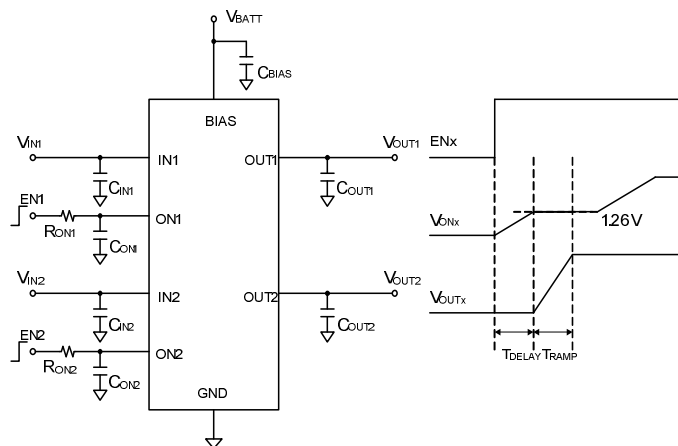 VBATT
CBIAS
BIAS
VIN1
IN1
OUT1
VOUT1
ENx
CIN1
COUT1
EN1
RON1
ON1
CON1
VONx
1.26V
VIN2
IN2
OUT2
VOUT2
VOUTx
CIN2
COUT2
EN2
RON2
ON2
CON2
TDELAY TRAMP
GND